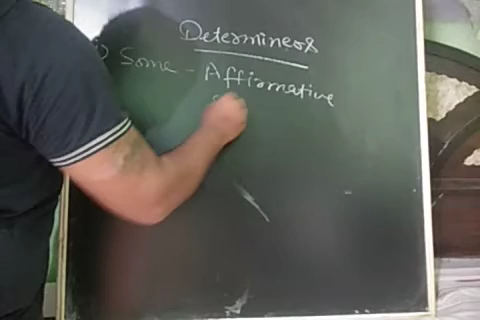 Determiners
1) Some - Affirmative